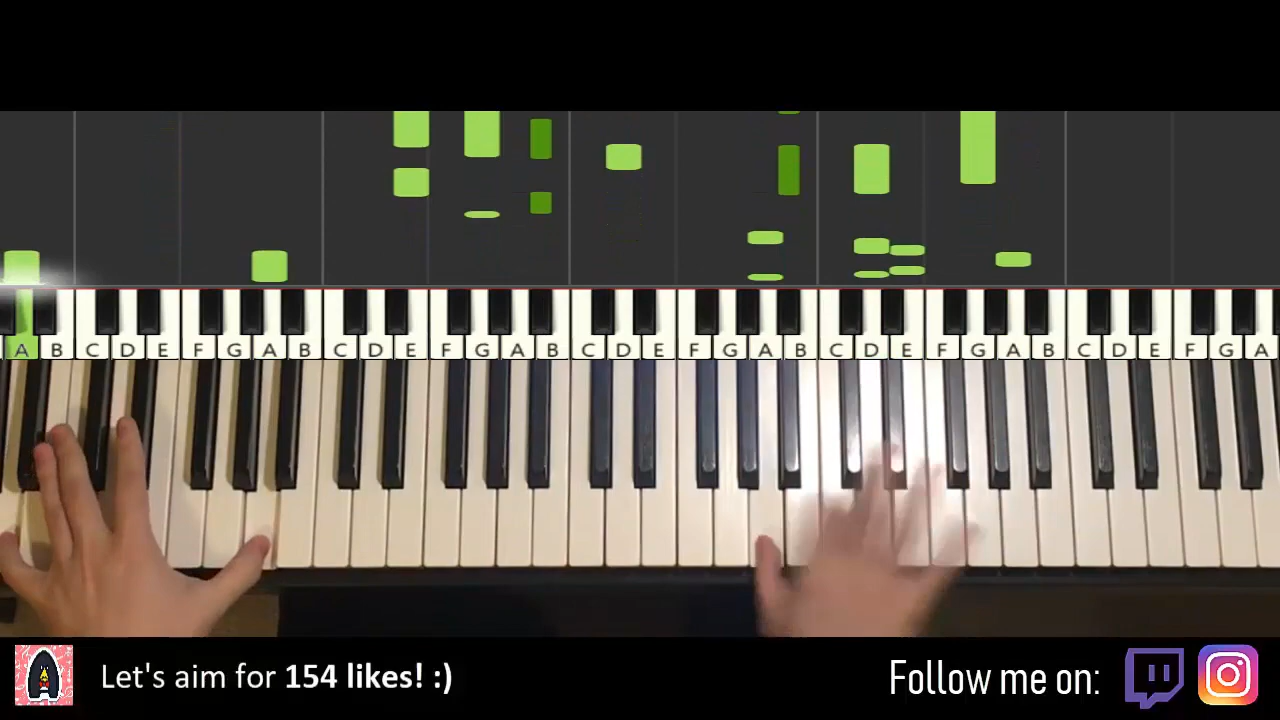 A B C D E F G A B C D E F G A B C D E F G A B C D E F G A B C D E F G A
Let's aim for 154 likes! :)
Follow me on: